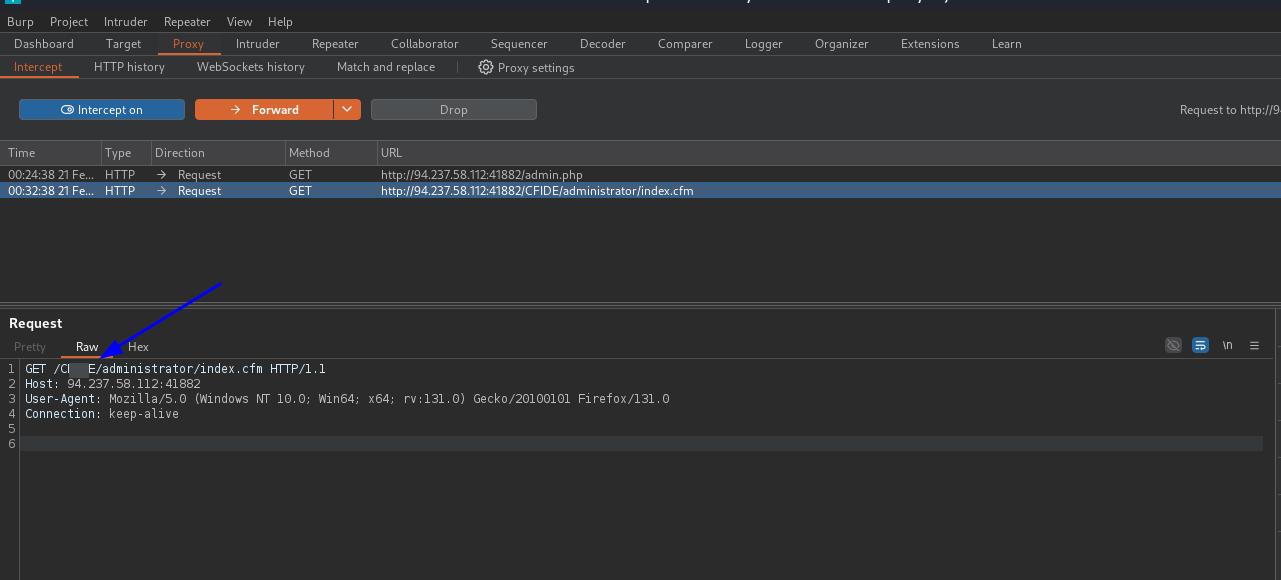 Burp Project Intruder Repeater View Help
Dashboard Target Proxy Intruder Repeater Collaborator Sequencer Decoder Comparer Logger Organizer Extensions Learn
Intercept HTTP history WebSockets history Match and replace Proxy settings
Intercept on Forward Drop Request to http://9
Time Type Direction Method URL
00:24:38 21 Fe... HTTP → Request GET http://94.237.58.112:41882/admin.php
00:32:38 21 Fe... HTTP → Request GET http://94.237.58.112:41882/CFIDE/administrator/index.cfm
Request
Pretty Raw Hex \n
1 GET E/administrator/index.cfm HTTP/1.1
2 Host: 94.237.58.112:41882
3 User-Agent: Mozilla/5.0 (Windows NT 10.0; Win64; x64; rv:131.0) Gecko/20100101 Firefox/131.0
4 Connection: keep-alive
5
6